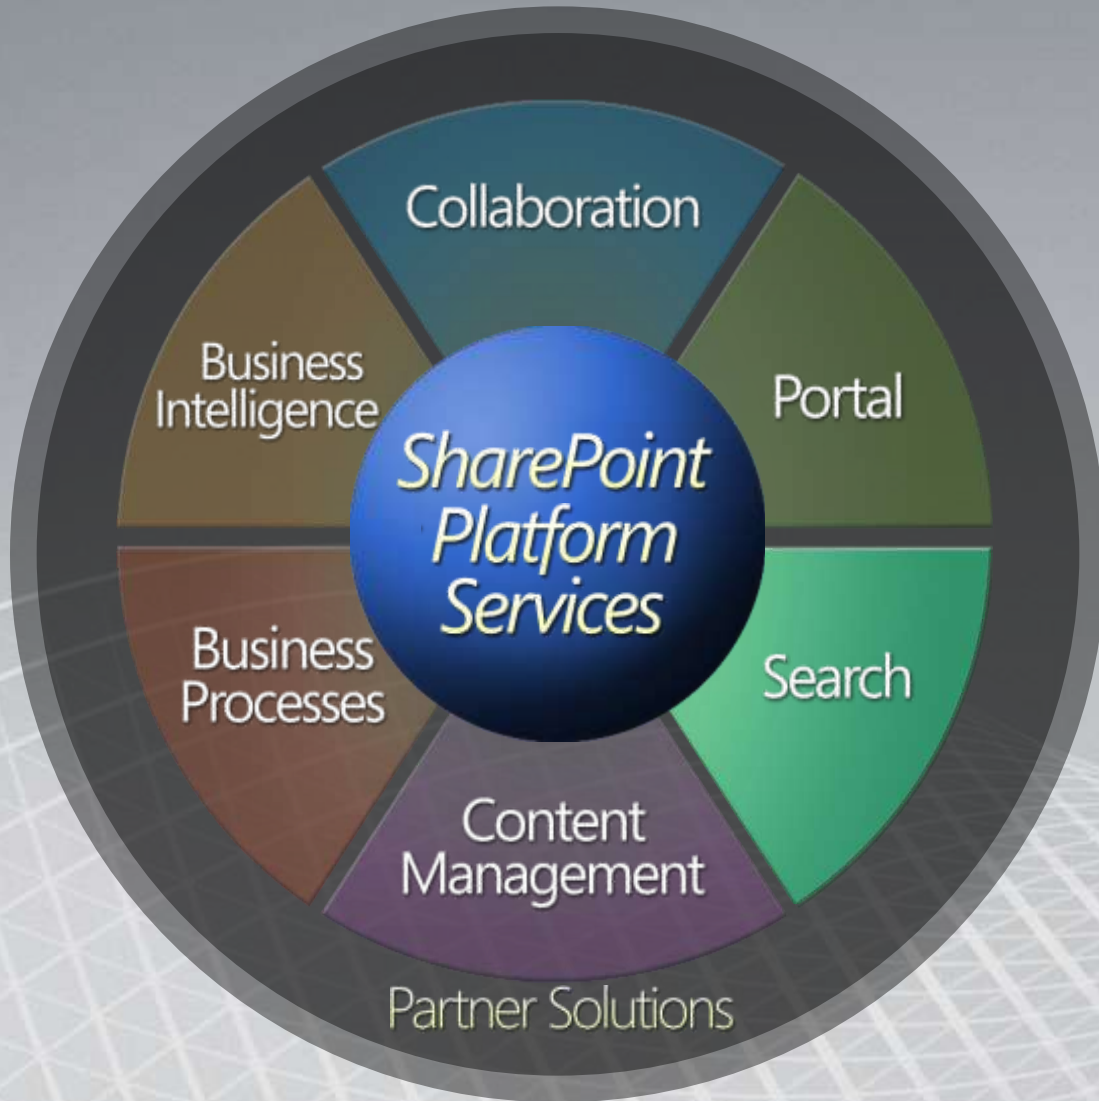 Collaboration
Business
Intelligence
Portal
SharePoint
Platform
Services
Business
Processes
Search
Content
Management
Partner Solutions